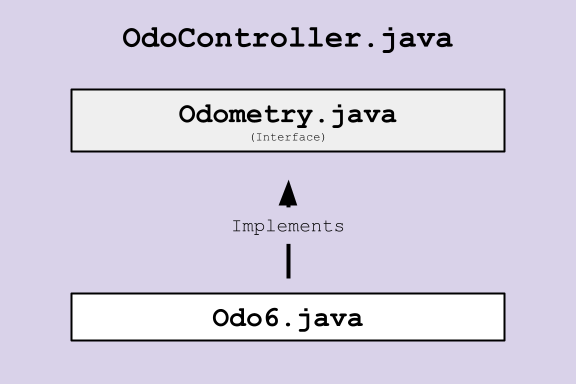 OdoController.java
Odometry.java
(Interface)
Implements
Odo6.java